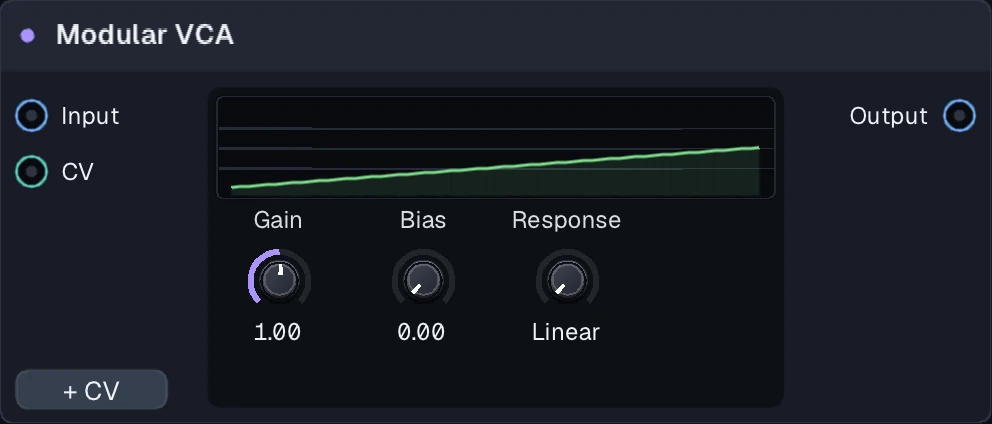 Modular VCA
Input
Output
CV
Gain
Bias
Response
1.00
0.00
Linear
+ CV